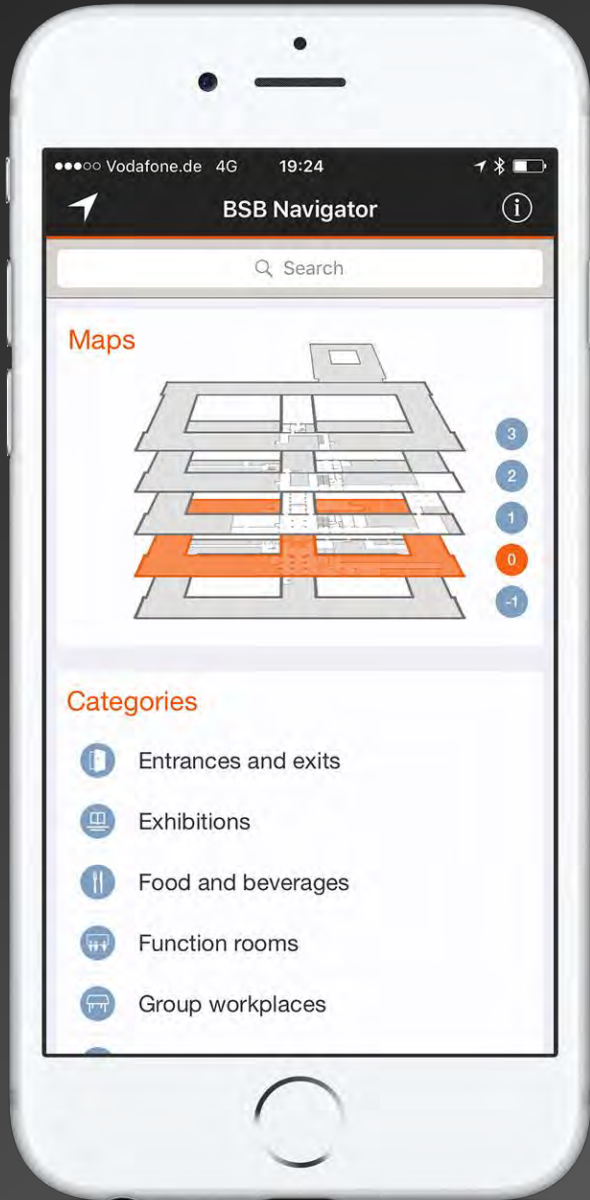 Vodafone.de 4G 19:24
BSB Navigator
Search
Maps
3
2
1
0
-1
Categories
Entrances and exits
Exhibitions
Food and beverages
Function rooms
Group workplaces